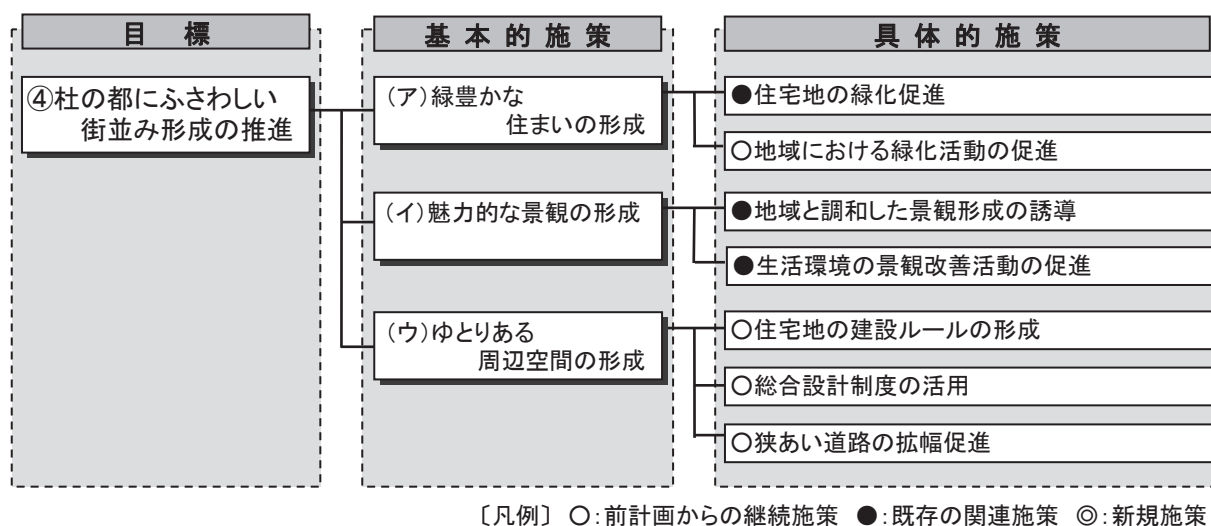 目標
基本的施策
具体的施策
④杜の都にふさわしい
街並み形成の推進
(ア)緑豊かな
住まいの形成
●住宅地の緑化促進
○地域における緑化活動の促進
(イ)魅力的な景観の形成
●地域と調和した景観形成の誘導
●生活環境の景観改善活動の促進
(ウ)ゆとりある
周辺空間の形成
○住宅地の建設ルールの形成
○総合設計制度の活用
○狭あい道路の拡幅促進
〔凡例〕 ○:前計画からの継続施策 ●:既存の関連施策 ◎:新規施策